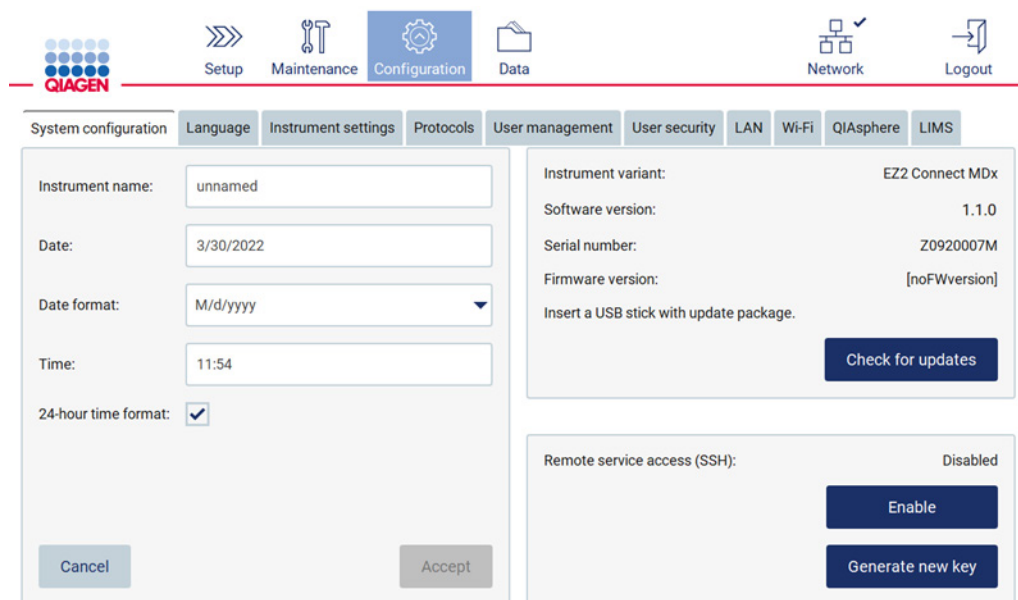 QIAGEN
Setup
Maintenance
Configuration
Data
Network
Logout
System configuration
Language
Instrument settings
Protocols
User management
User security
LAN
Wi-Fi
QIAsphere
LIMS
Instrument name:
unnamed
Date:
3/30/2022
Date format:
M/d/yyyy
Time:
11:54
24-hour time format:
Cancel
Accept
Instrument variant:
EZ2 Connect MDx
Software version:
1.1.0
Serial number:
Z0920007M
Firmware version:
[noFWversion]
Insert a USB stick with update package.
Check for updates
Remote service access (SSH):
Disabled
Enable
Generate new key